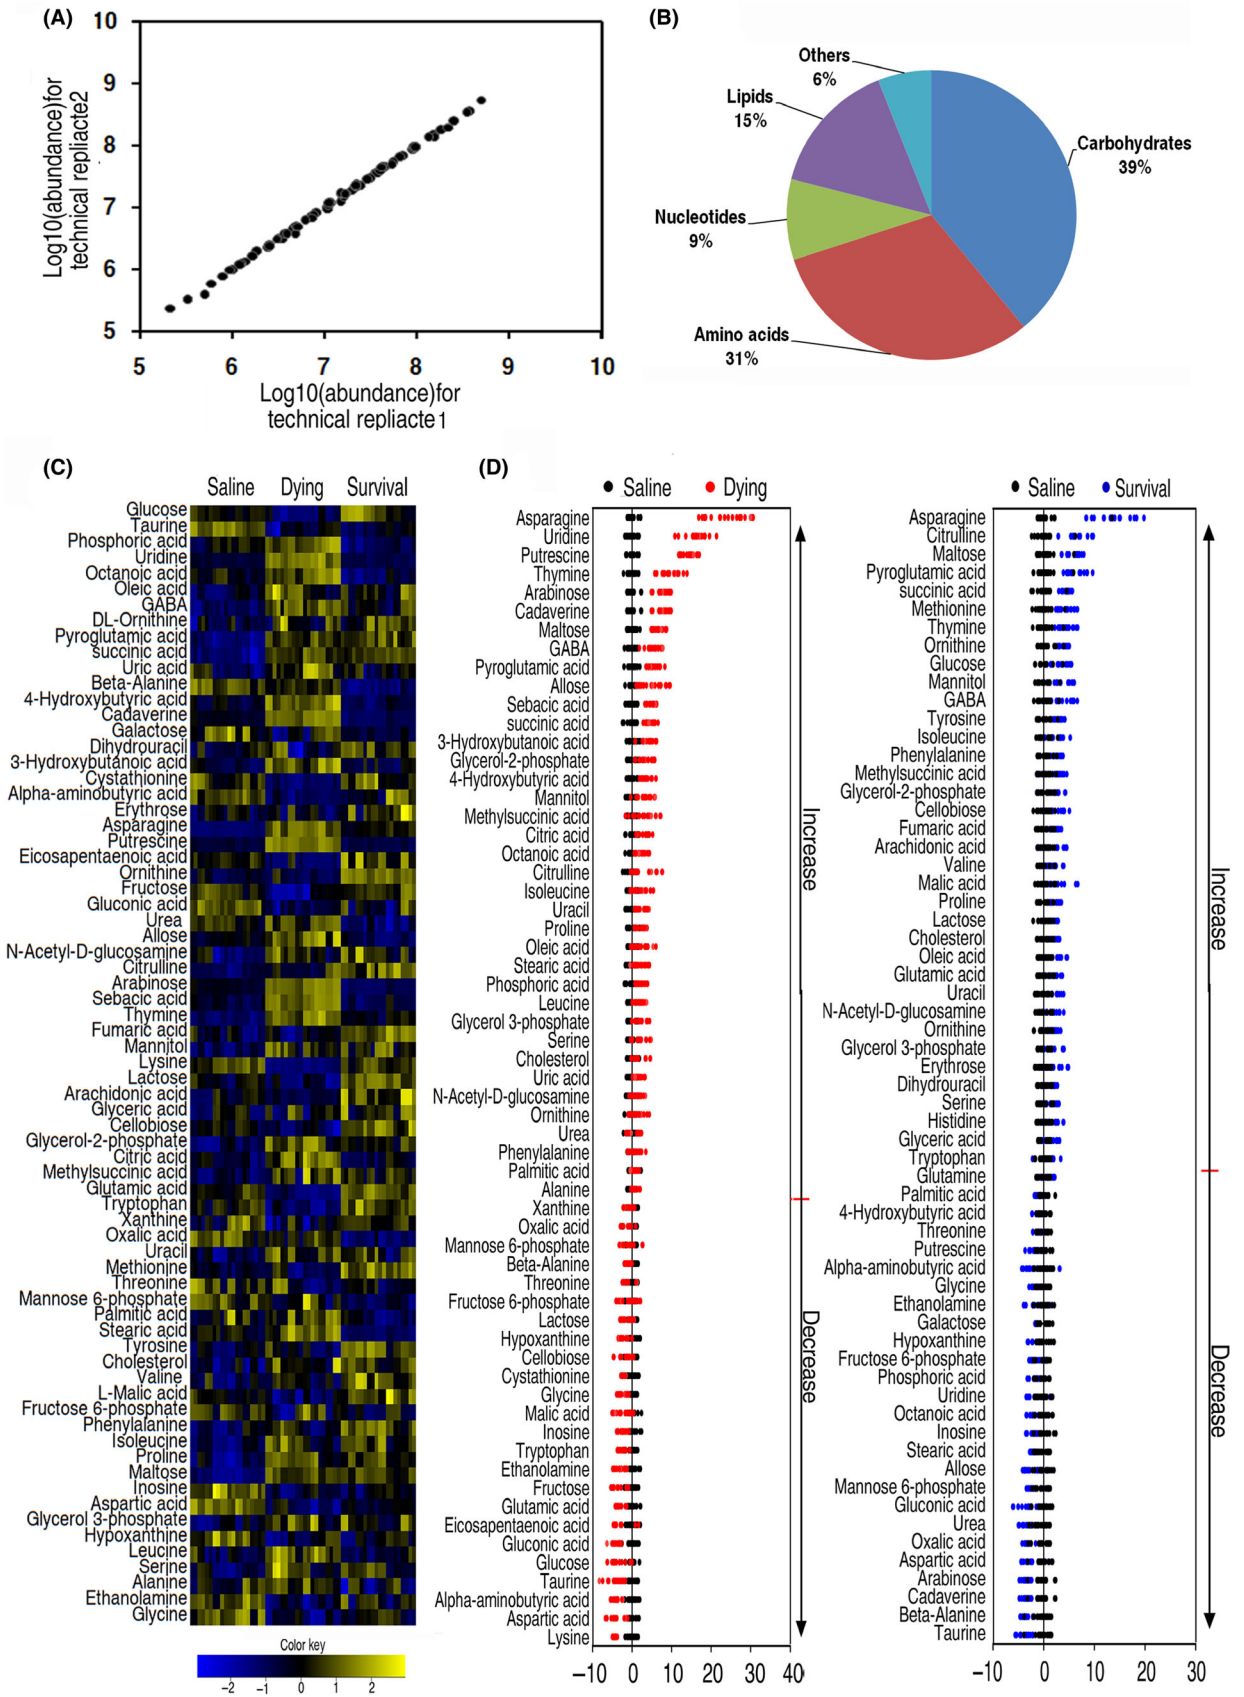 (A)
10
9
8
7
6
5
5 6 7 8 9 10
Log10(abundance)for
technical repliacte2
Log10(abundance)for
technical repliacte1
(B)
Others
6%
Lipids
15%
Carbohydrates
39%
Nucleotides
9%
Amino acids
31%
(C)
Saline Dying Survival
Glucose
Taurine
Phosphoric acid
Uridine
Octanoic acid
Oleic acid
GABA
DL-Ornithine
Pyroglutamic acid
succinic acid
Uric acid
Beta-Alanine
4-Hydroxybutyric acid
Cadaverine
Galactose
Dihydrouracil
3-Hydroxybutanoic acid
Cystathionine
Alpha-aminobutyric acid
Erythrose
Asparagine
Putrescine
Eicosapentaenoic acid
Ornithine
Fructose
Gluconic acid
Urea
Allose
N-Acetyl-D-glucosamine
Citrulline
Arabinose
Sebacic acid
Thymine
Fumaric acid
Mannitol
Lysine
Lactose
Arachidonic acid
Glyceric acid
Cellobiose
Glycerol-2-phosphate
Citric acid
Methylsuccinic acid
Glutamic acid
Tryptophan
Xanthine
Oxalic acid
Uracil
Methionine
Threonine
Mannose 6-phosphate
Palmitic acid
Stearic acid
Tyrosine
Cholesterol
Valine
L-Malic acid
Fructose 6-phosphate
Phenylalanine
Isoleucine
Proline
Maltose
Inosine
Aspartic acid
Glycerol 3-phosphate
Hypoxanthine
Leucine
Serine
Alanine
Ethanolamine
Glycine
Color key
−2 −1 0 1 2
(D)
Saline Dying
Asparagine
Uridine
Putrescine
Thymine
Arabinose
Cadaverine
Maltose
GABA
Pyroglutamic acid
Allose
Sebacic acid
succinic acid
3-Hydroxybutanoic acid
Glycerol-2-phosphate
4-Hydroxybutyric acid
Mannitol
Methylsuccinic acid
Citric acid
Octanoic acid
Citrulline
Isoleucine
Uracil
Proline
Oleic acid
Stearic acid
Phosphoric acid
Leucine
Glycerol 3-phosphate
Serine
Cholesterol
Uric acid
N-Acetyl-D-glucosamine
Ornithine
Urea
Phenylalanine
Palmitic acid
Alanine
Xanthine
Oxalic acid
Mannose 6-phosphate
Beta-Alanine
Threonine
Fructose 6-phosphate
Lactose
Hypoxanthine
Cellobiose
Cystathionine
Glycine
Malic acid
Inosine
Tryptophan
Ethanolamine
Fructose
Glutamic acid
Eicosapentaenoic acid
Gluconic acid
Glucose
Taurine
Alpha-aminobutyric acid
Aspartic acid
Lysine
−10 0 10 20 30 40
Increase
Decrease
Saline Survival
Asparagine
Citrulline
Maltose
Pyroglutamic acid
succinic acid
Methionine
Thymine
Ornithine
Glucose
Mannitol
GABA
Tyrosine
Isoleucine
Phenylalanine
Methylsuccinic acid
Glycerol-2-phosphate
Cellobiose
Fumaric acid
Arachidonic acid
Valine
Malic acid
Proline
Lactose
Cholesterol
Oleic acid
Glutamic acid
Uracil
N-Acetyl-D-glucosamine
Ornithine
Glycerol 3-phosphate
Erythrose
Dihydrouracil
Serine
Histidine
Glyceric acid
Tryptophan
Glutamine
Palmitic acid
4-Hydroxybutyric acid
Threonine
Putrescine
Alpha-aminobutyric acid
Glycine
Ethanolamine
Galactose
Hypoxanthine
Fructose 6-phosphate
Phosphoric acid
Uridine
Octanoic acid
Inosine
Stearic acid
Allose
Mannose 6-phosphate
Gluconic acid
Urea
Oxalic acid
Aspartic acid
Arabinose
Cadaverine
Beta-Alanine
Taurine
−10 0 10 20 30
Increase
Decrease